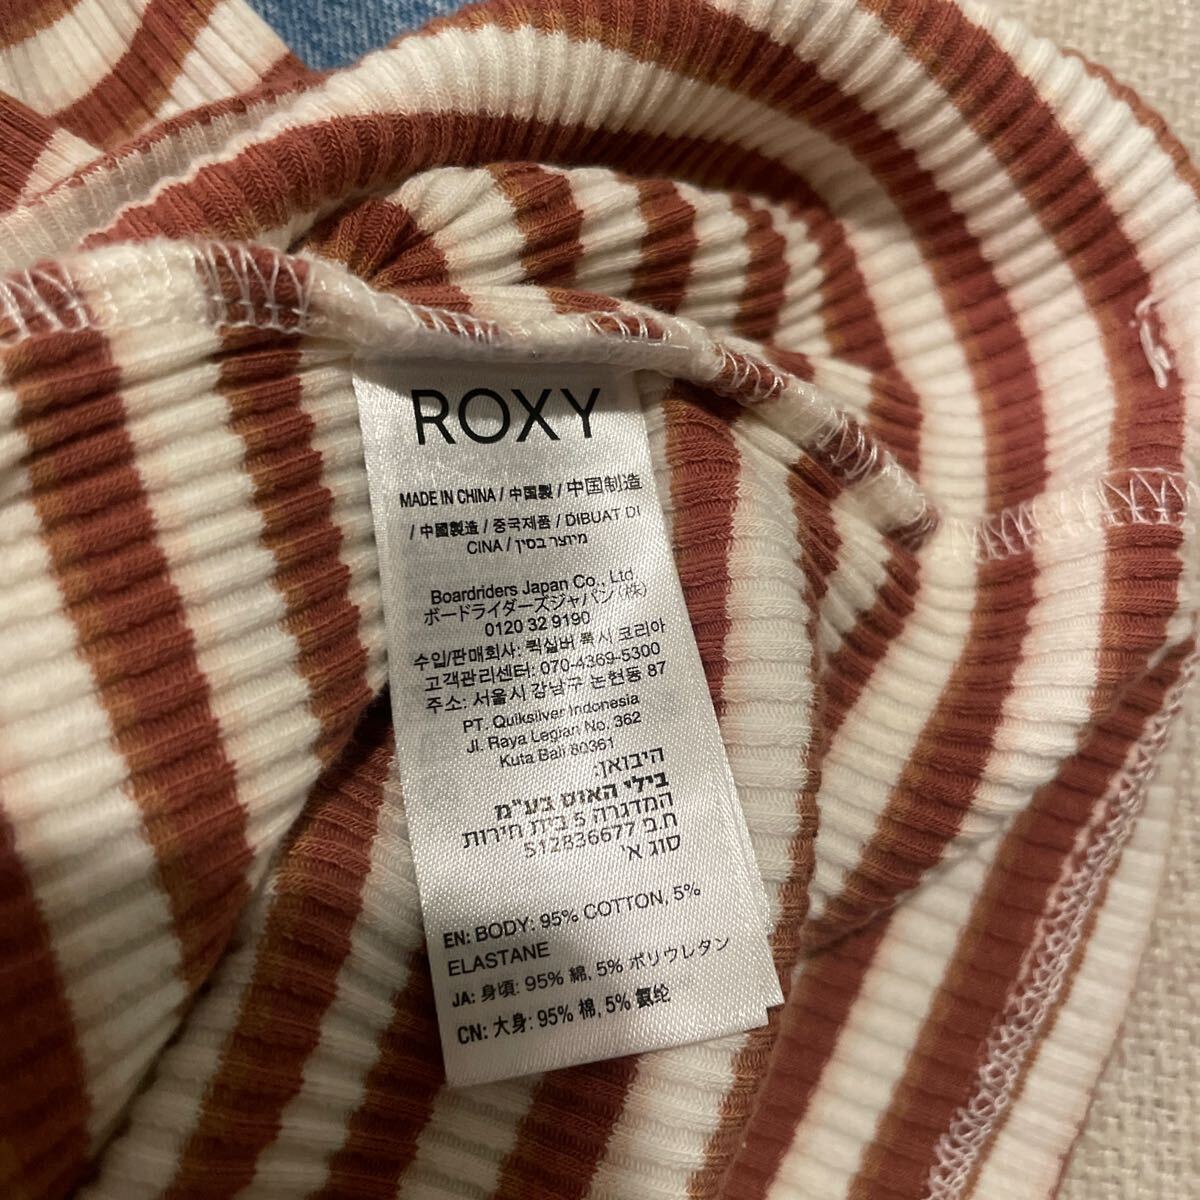 ROXY
MADE IN CHINA / 中国製 / 中国制造
/ 中國製造 / 중국제품 / DIBUAT DI
CINA / מיוצר בסין
Boardriders Japan Co., Ltd
ボードライダーズジャパン(株)
0120 32 9190
수입/판매회사: 퀵실버 록시 코리아
고객관리센터: 070-4369-5300
주소: 서울시 강남구 논현동 87
PT. Quiksilver Indonesia
Jl. Raya Legian No. 362
Kuta Bali 80361
היבואן:
בילי האוס בע"מ
המדגרה 5 בית חירות
ח.פ 512836677
סוג א'
EN: BODY: 95% COTTON, 5%
ELASTANE
JA: 身頃: 95% 綿, 5% ポリウレタン
CN: 大身: 95% 棉, 5% 氨纶